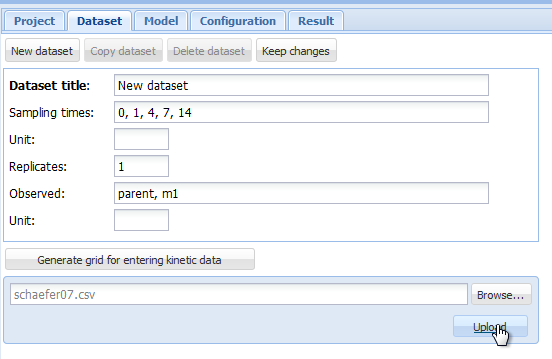 Project Dataset Model Configuration Result
New dataset Copy dataset Delete dataset Keep changes
Dataset title: New dataset
Sampling times: 0, 1, 4, 7, 14
Unit:
Replicates: 1
Observed: parent, m1
Unit:
Generate grid for entering kinetic data
schaefer07.csv Browse...
Upload